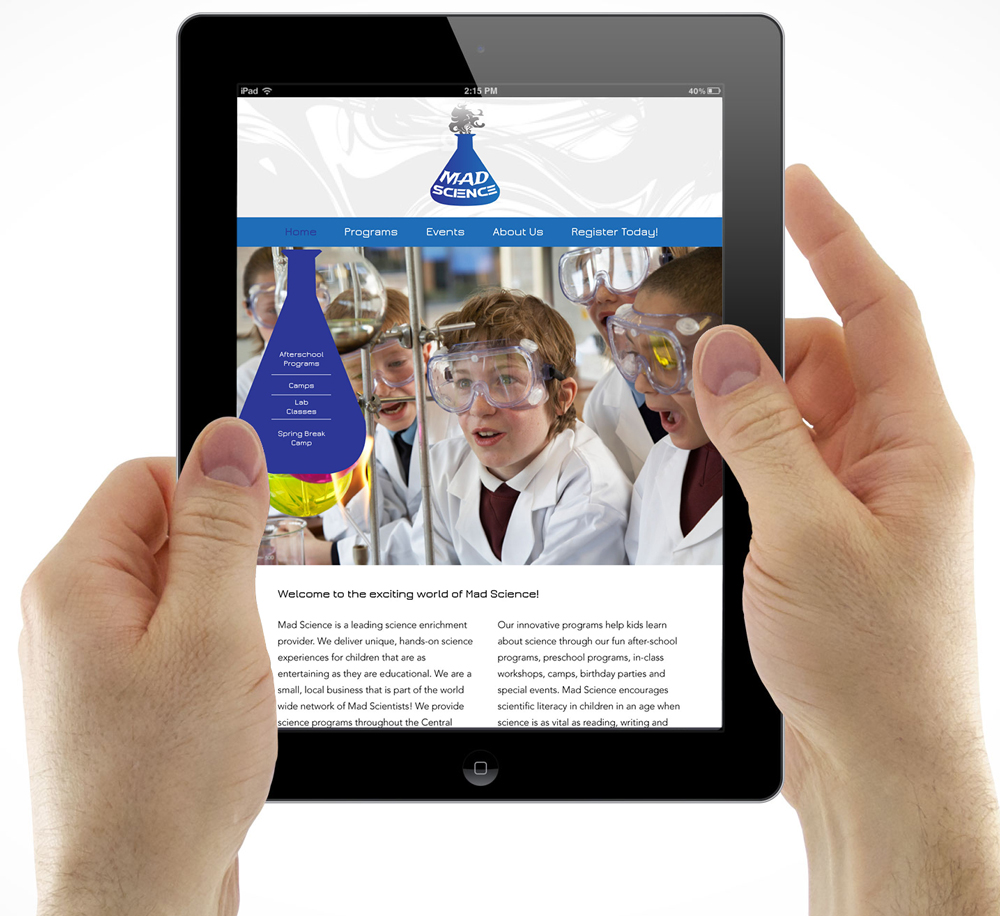 iPad 2:15 PM 40%
MAD
SCIENCE
Home Programs Events About Us Register Today!
Afterschool
Programs
Camps
Lab
Classes
Spring Break
Camp
Welcome to the exciting world of Mad Science!
Mad Science is a leading science enrichment
provider. We deliver unique, hands-on science
experiences for children that are as
entertaining as they are educational. We are a
small, local business that is part of the world
wide network of Mad Scientists! We provide
science programs throughout the Central
Our innovative programs help kids learn
about science through our fun after-school
programs, preschool programs, in-class
workshops, camps, birthday parties and
special events. Mad Science encourages
scientific literacy in children in an age when
science is as vital as reading, writing and